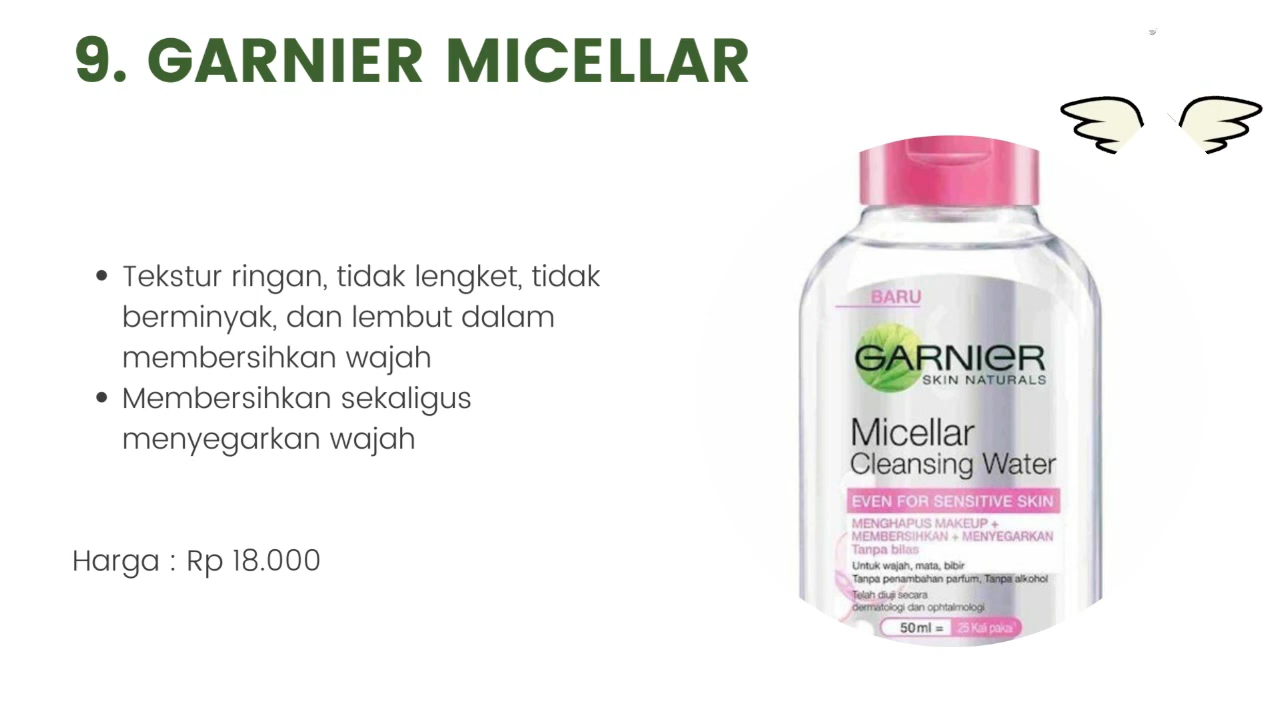 9. GARNIER MICELLAR
Tekstur ringan, tidak lengket, tidak
berminyak, dan lembut dalam
membersihkan wajah
Membersihkan sekaligus
menyegarkan wajah
Harga : Rp 18.000
BARU
GARNIER
SKIN NATURALS
Micellar
Cleansing Water
EVEN FOR SENSITIVE SKIN
MENGHAPUS MAKEUP +
MEMBERSIHKAN + MENYEGARKAN
Tanpa bilas
Untuk wajah, mata, bibir
Tanpa penambahan parfum, Tanpa alkohol
Telah diuji secara
dermatologi dan ophtalmologi
50ml = 25 Kali pakai*